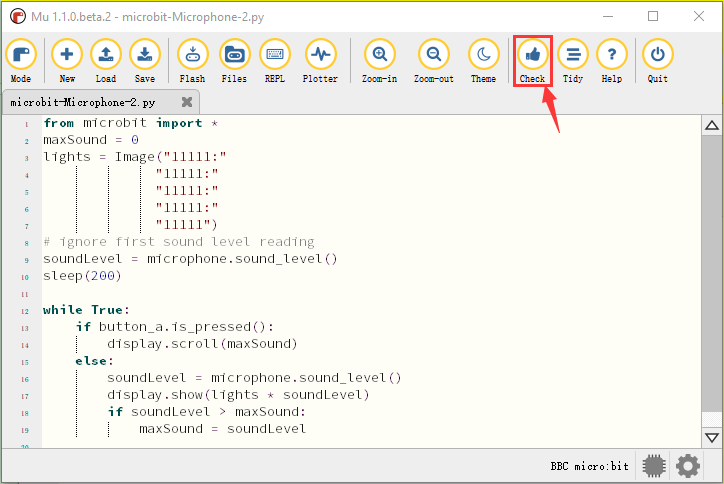 Mu 1.1.0.beta.2 - microbit-Microphone-2.py
Mode New Load Save Flash Files REPL Plotter Zoom-in Zoom-out Theme Check Tidy Help Quit
microbit-Microphone-2.py
1 from microbit import *
2 maxSound = 0
3 lights = Image("11111:"
4 "11111:"
5 "11111:"
6 "11111:"
7 "11111")
8 # ignore first sound level reading
9 soundLevel = microphone.sound_level()
10 sleep(200)
11
12 while True:
13 if button_a.is_pressed():
14 display.scroll(maxSound)
15 else:
16 soundLevel = microphone.sound_level()
17 display.show(lights * soundLevel)
18 if soundLevel > maxSound:
19 maxSound = soundLevel
20
BBC micro:bit